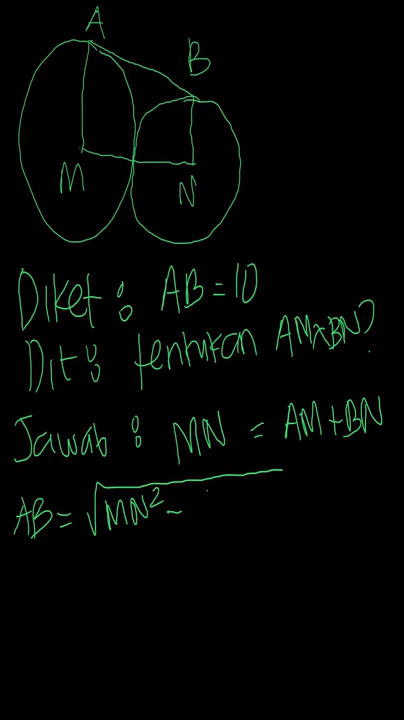 A
B
M
N
Diket : AB = 10
Dit : tentukan AM x BN?
Jawab : MN = AM + BN
AB = √MN² -